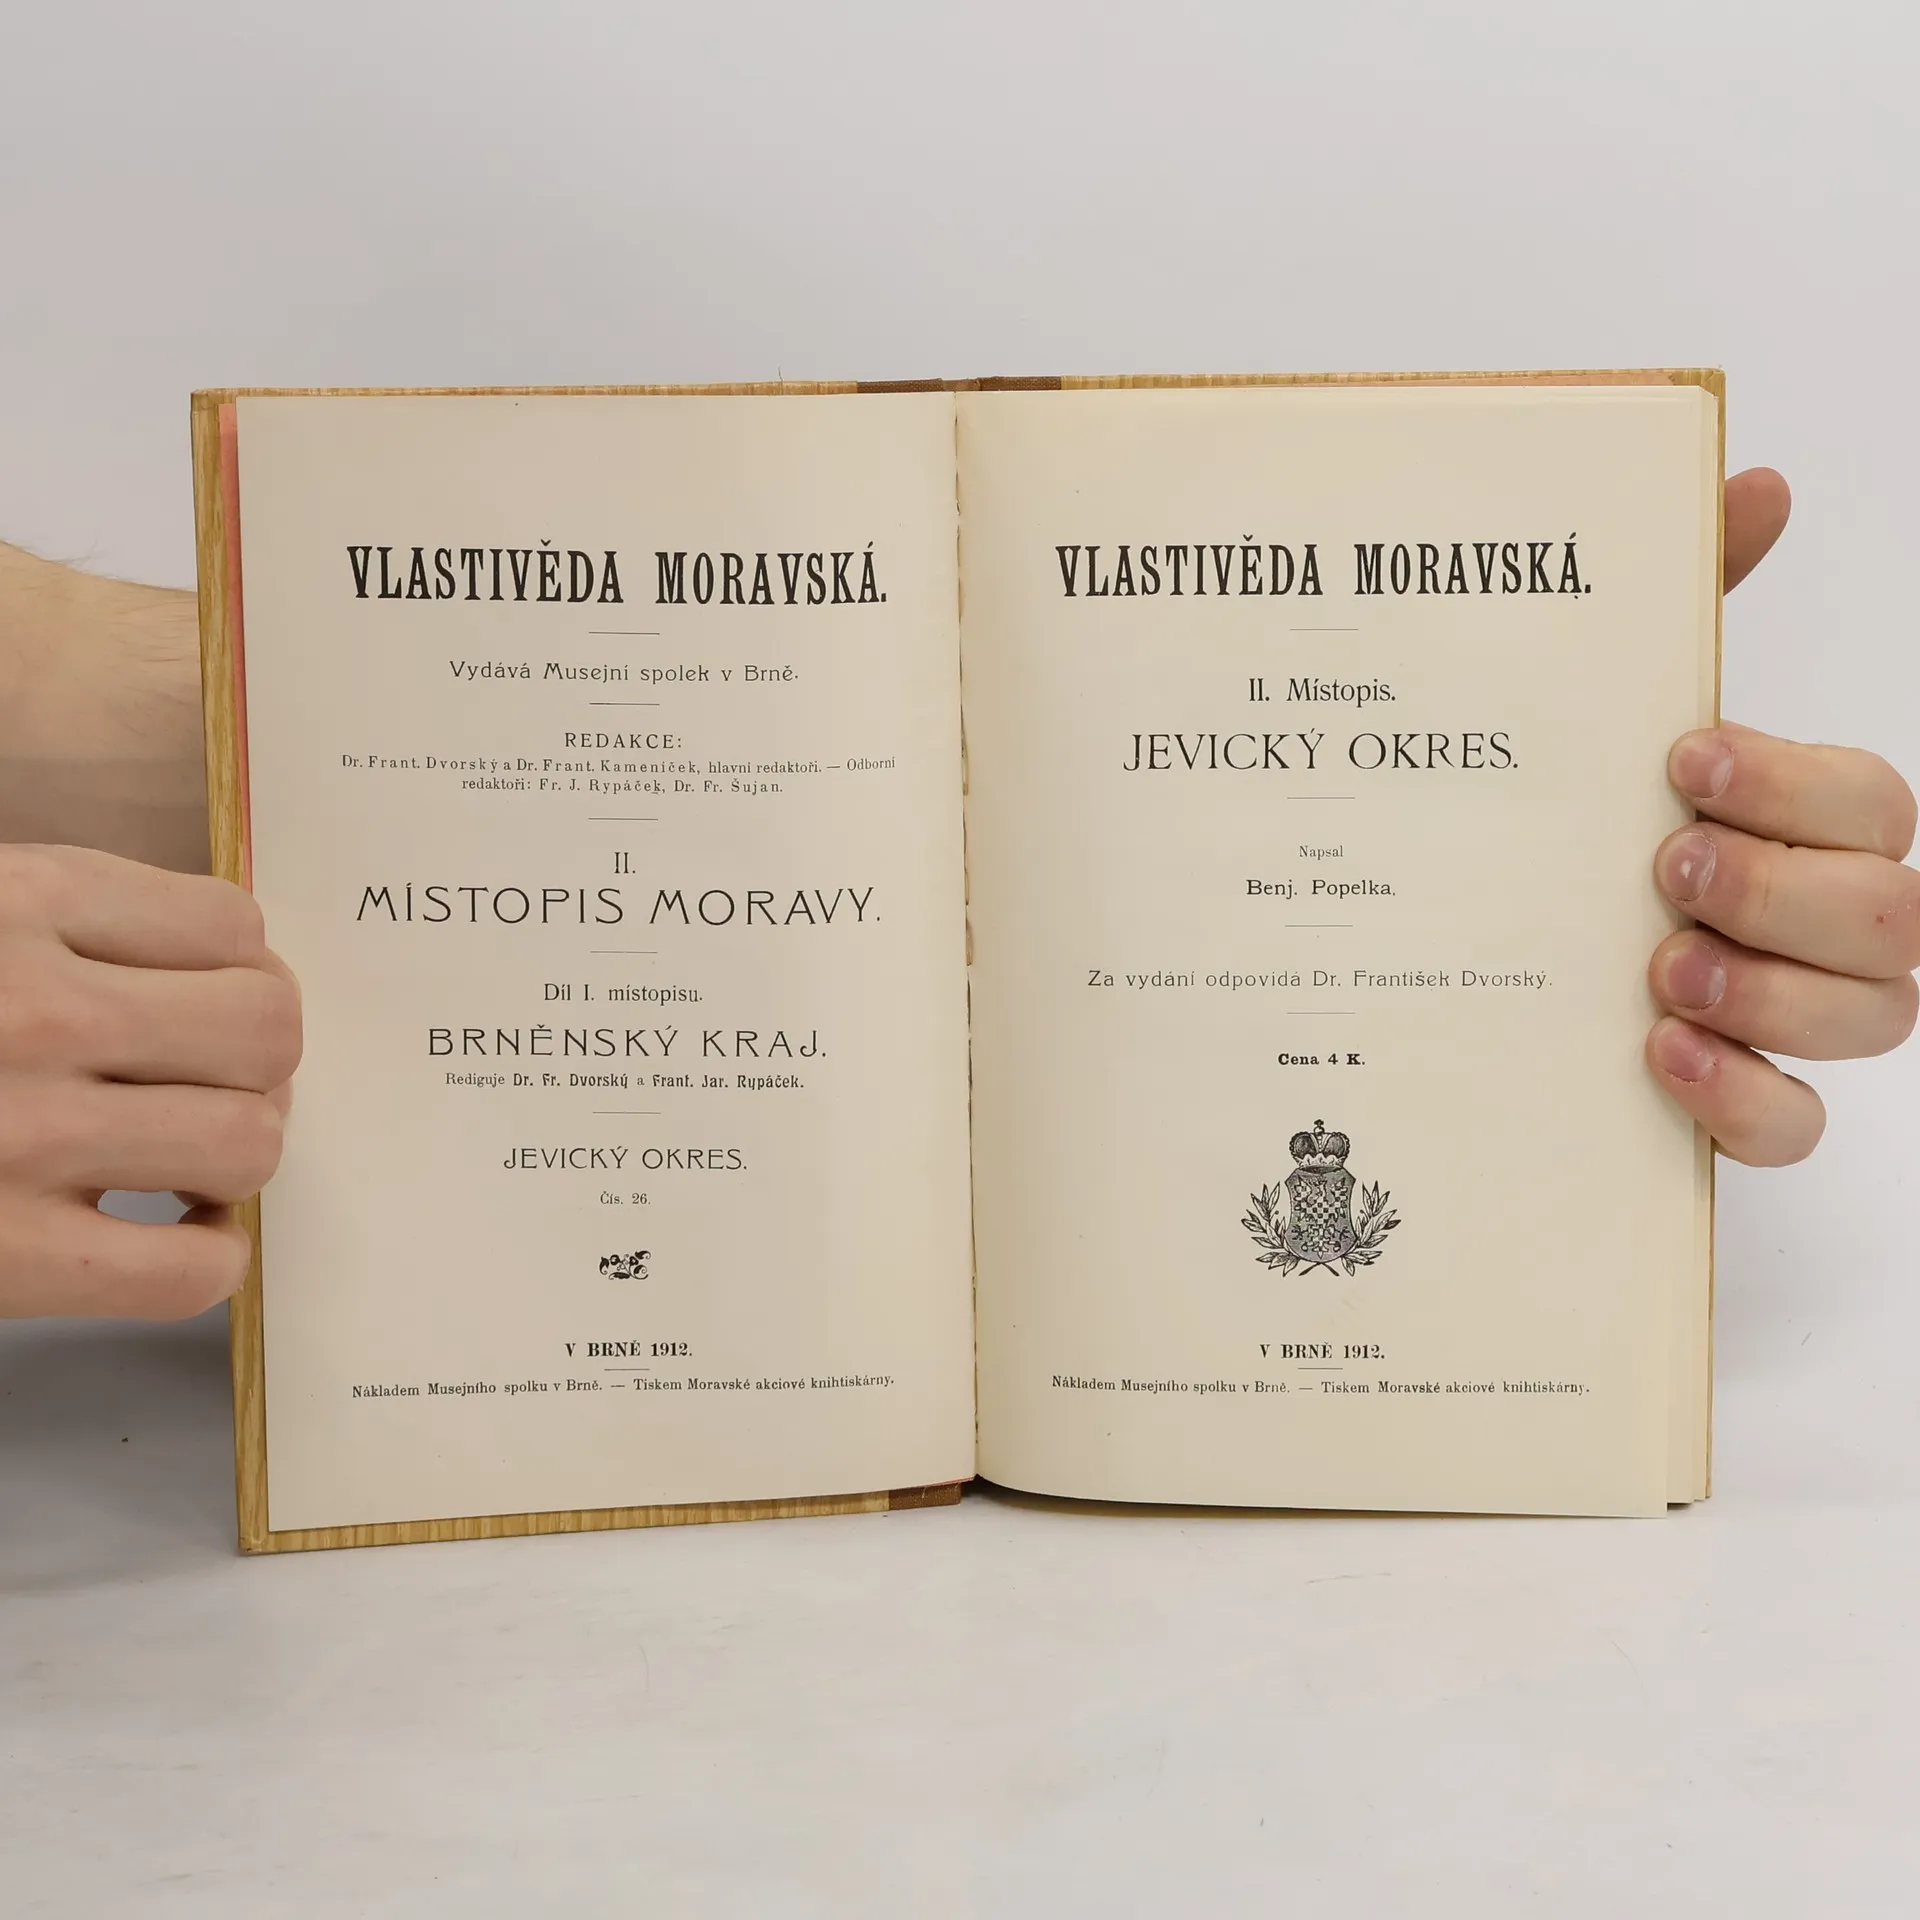 VLASTIVĚDA MORAVSKÁ.
Vydává Musejní spolek v Brně.
REDAKCE:
Dr. Frant. Dvorský a Dr. Frant. Kameníček, hlavní redaktoři. — Odborní
redaktoři: Fr. J. Rypáček, Dr. Fr. Šujan.
II.
MÍSTOPIS MORAVY.
Díl I. místopisu.
BRNĚNSKÝ KRAJ.
Rediguje Dr. Fr. Dvorský a Frant. Jar. Rypáček.
JEVICKÝ OKRES.
Čís. 26.
V BRNĚ 1912.
Nákladem Musejního spolku v Brně. — Tiskem Moravské akciové knihtiskárny.
VLASTIVĚDA MORAVSKÁ.
II. Místopis.
JEVICKÝ OKRES.
Napsal
Benj. Popelka.
Za vydání odpovídá Dr. František Dvorský.
Cena 4 K.
V BRNĚ 1912.
Nákladem Musejního spolku v Brně. — Tiskem Moravské akciové knihtiskárny.